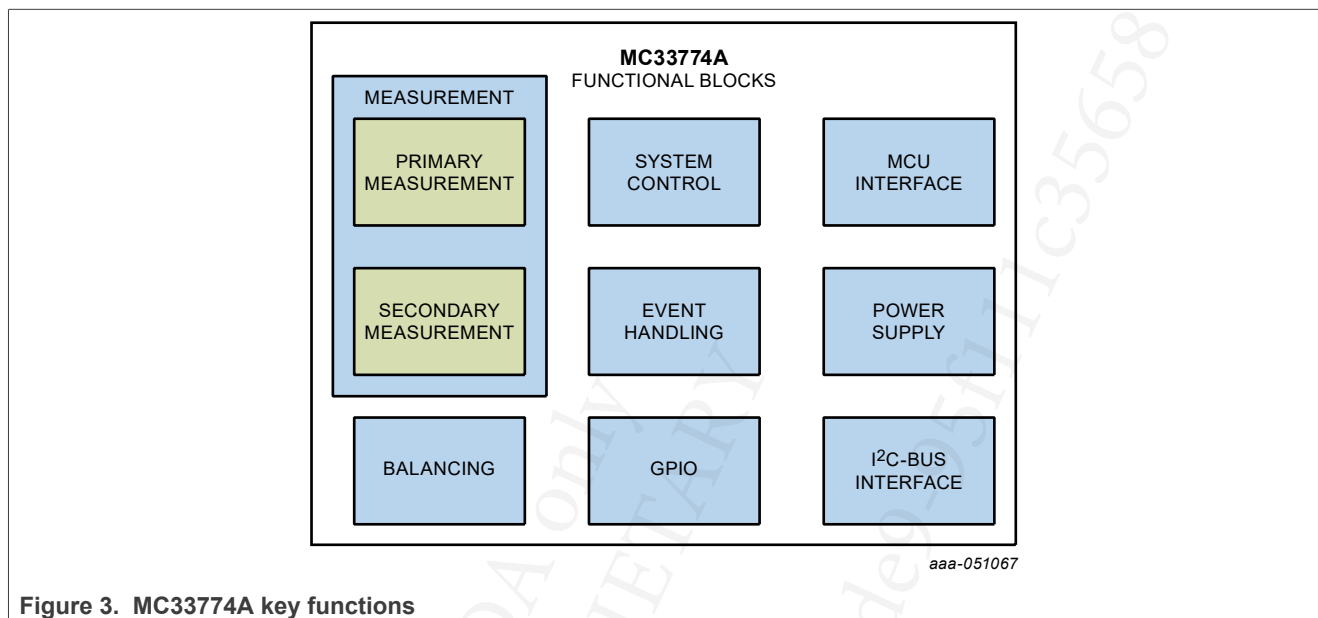 MC33774A
FUNCTIONAL BLOCKS
MEASUREMENT
PRIMARY
MEASUREMENT
SYSTEM
CONTROL
MCU
INTERFACE
SECONDARY
MEASUREMENT
EVENT
HANDLING
POWER
SUPPLY
BALANCING
GPIO
I²C-BUS
INTERFACE
aaa-051067
Figure 3. MC33774A key functions
only